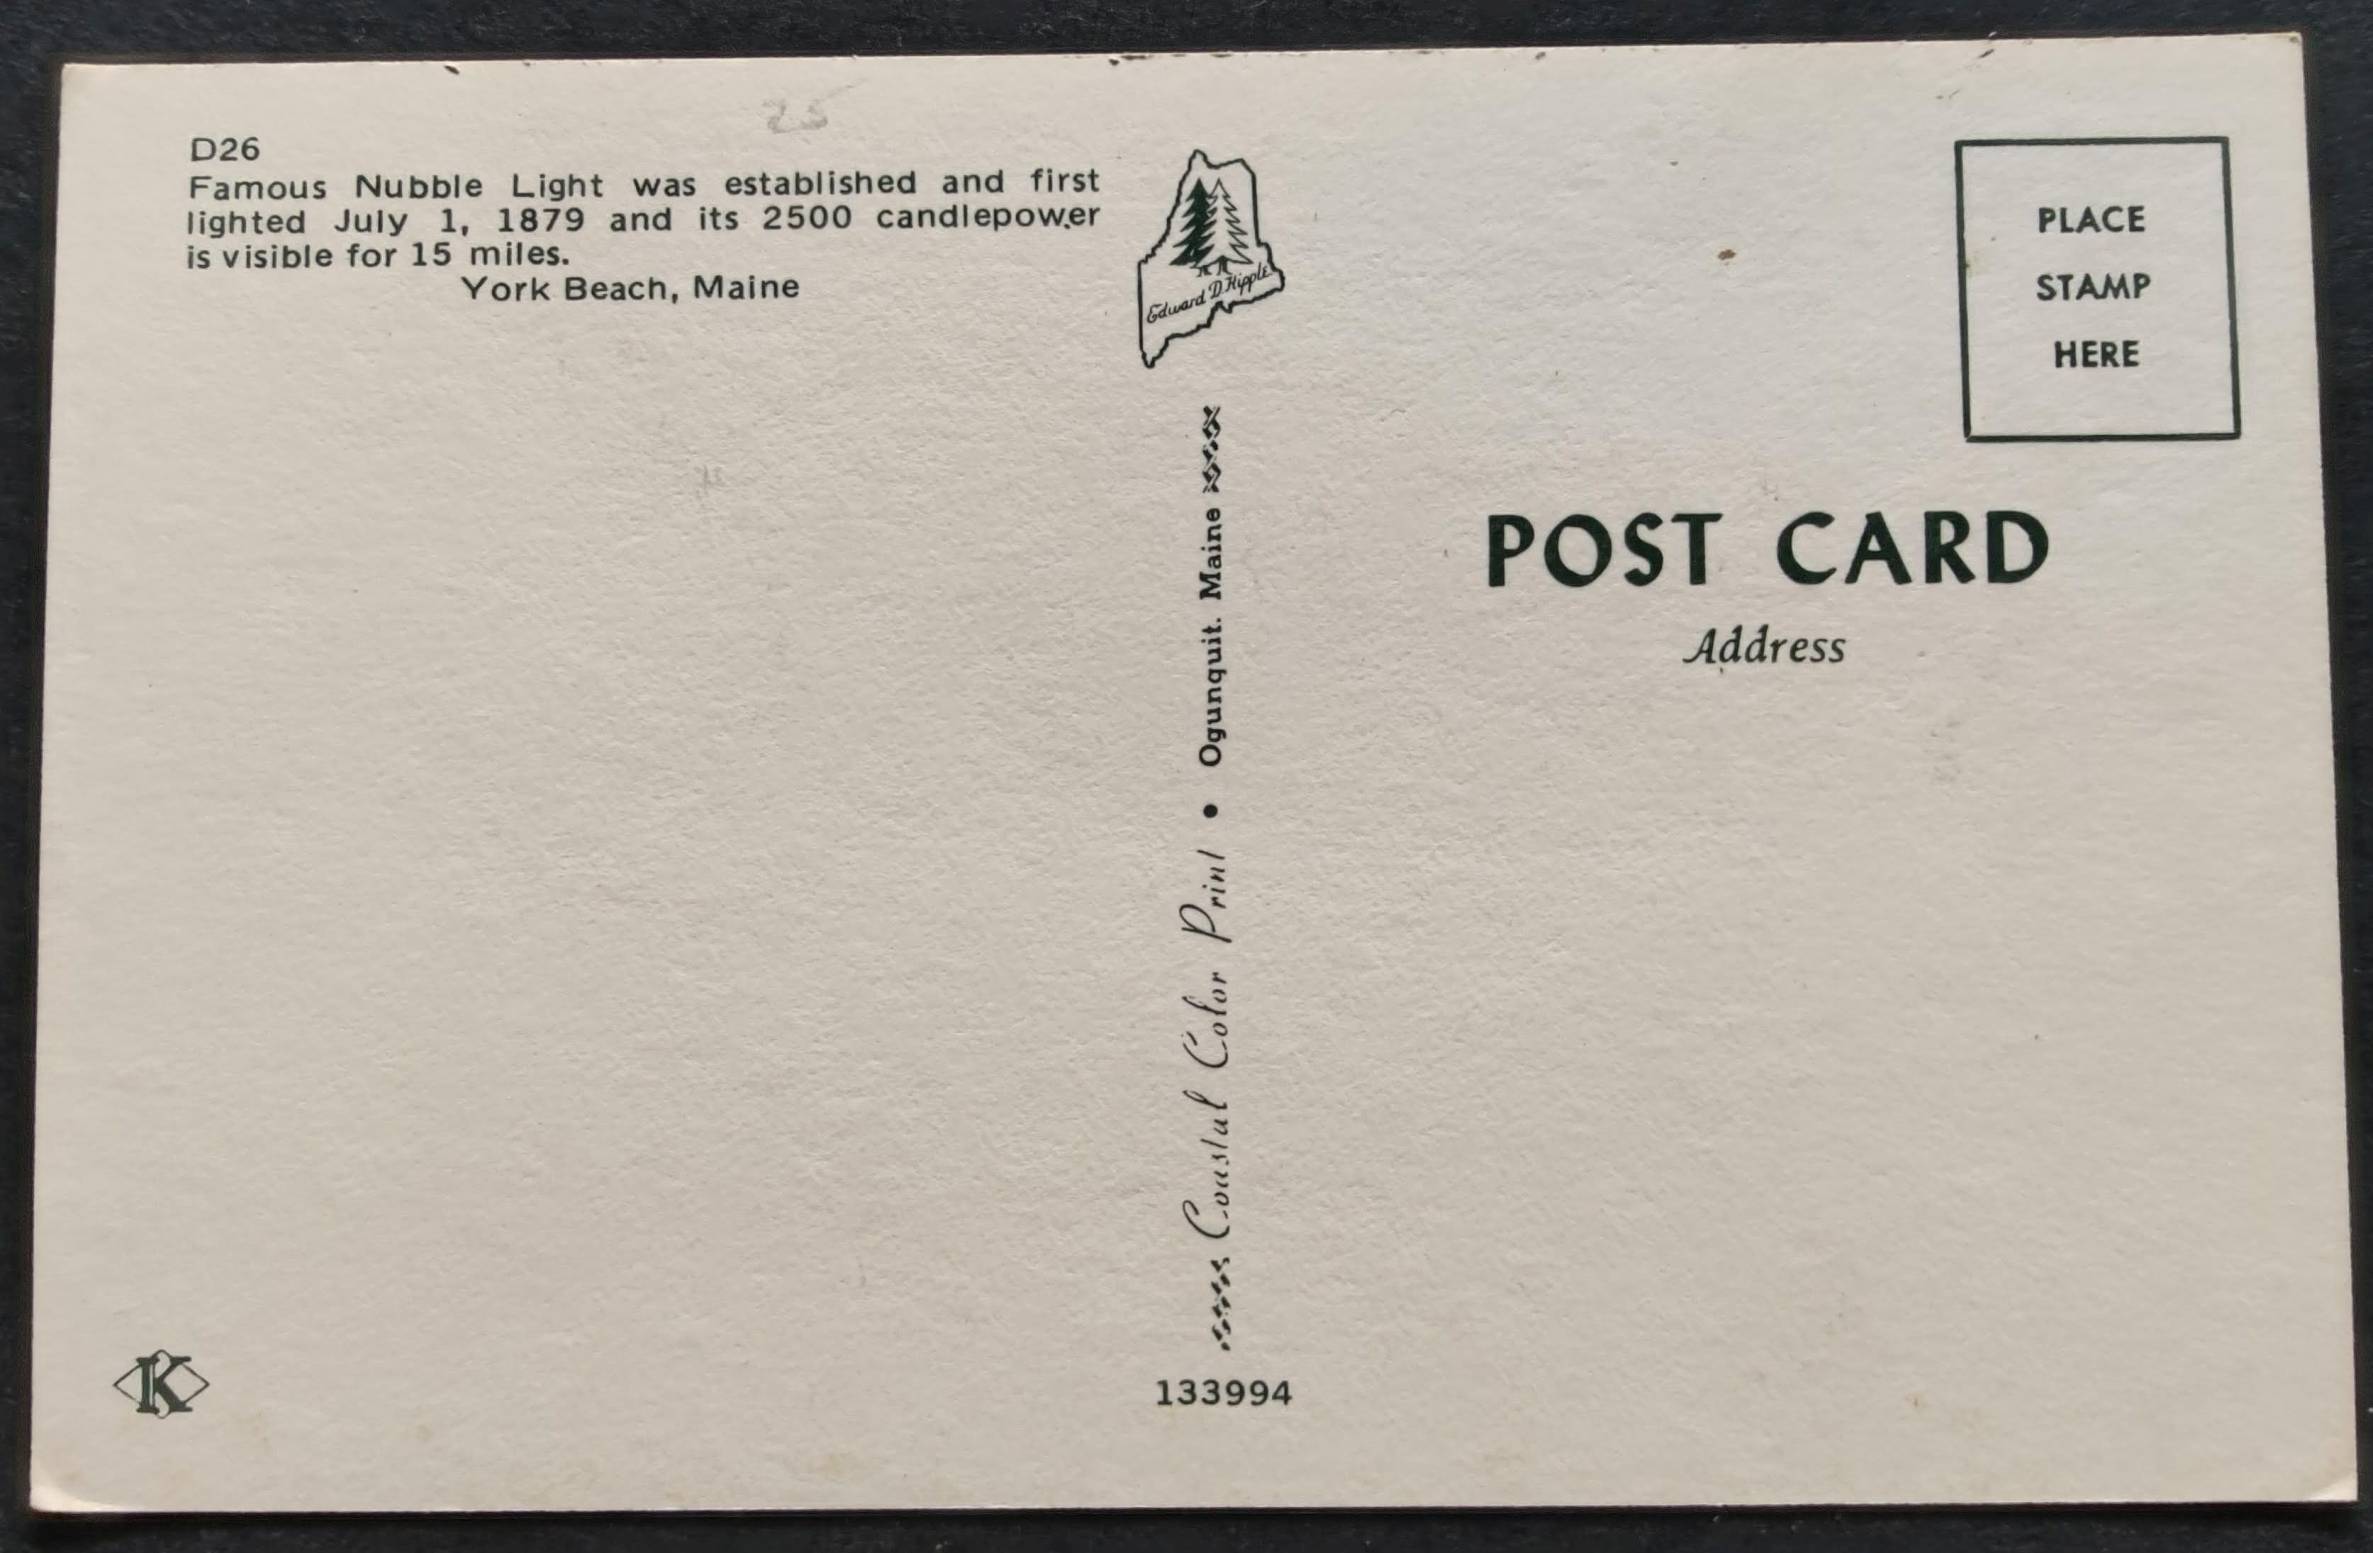 25
D26
Famous Nubble Light was established and first
lighted July 1, 1879 and its 2500 candlepower
is visible for 15 miles.
York Beach, Maine
Edward D. Hipple
Coastal Color Print • Ogunquit. Maine
133994
K
PLACE
STAMP
HERE
POST CARD
Address